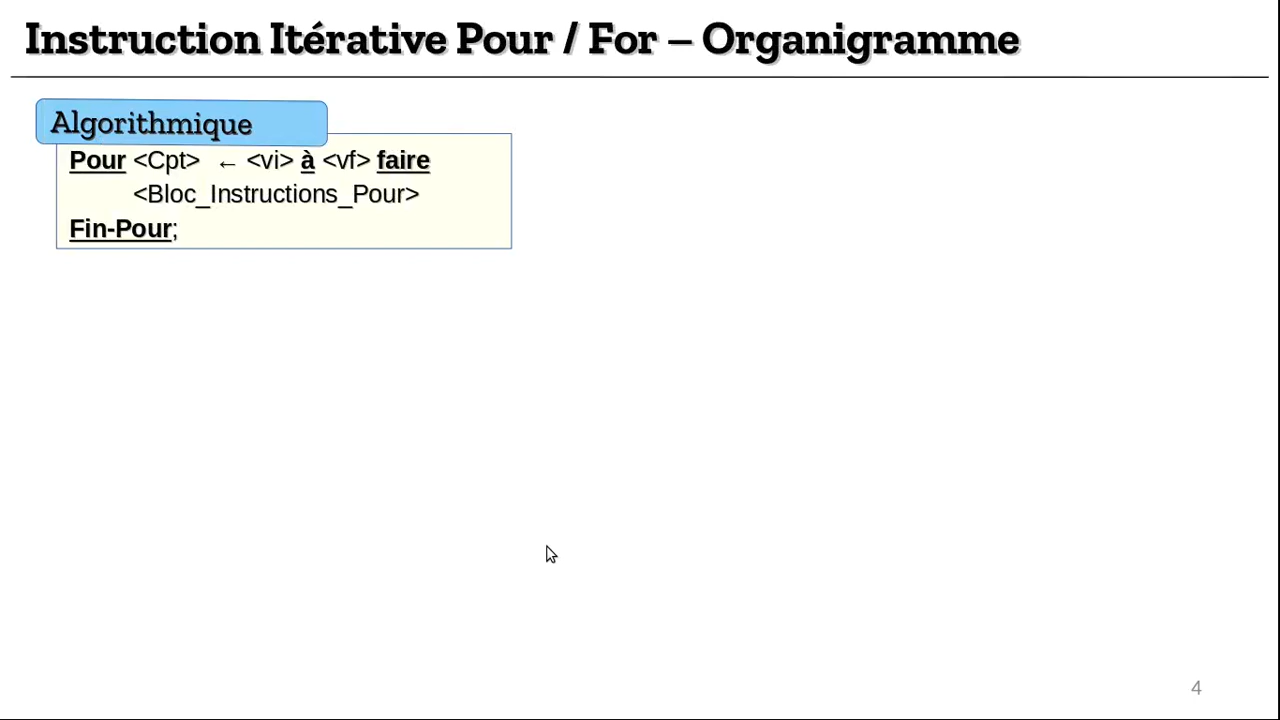 Instruction Itérative Pour / For – Organigramme
Algorithmique
Pour <Cpt> ← <vi> à <vf> faire
<Bloc_Instructions_Pour>
Fin-Pour;
4